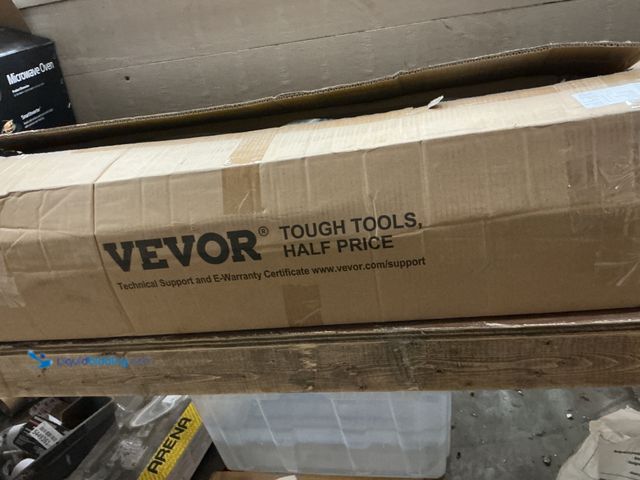 Microwave Oven
VEVOR® TOUGH TOOLS,
HALF PRICE
Technical Support and E-Warranty Certificate www.vevor.com/support
ARENA